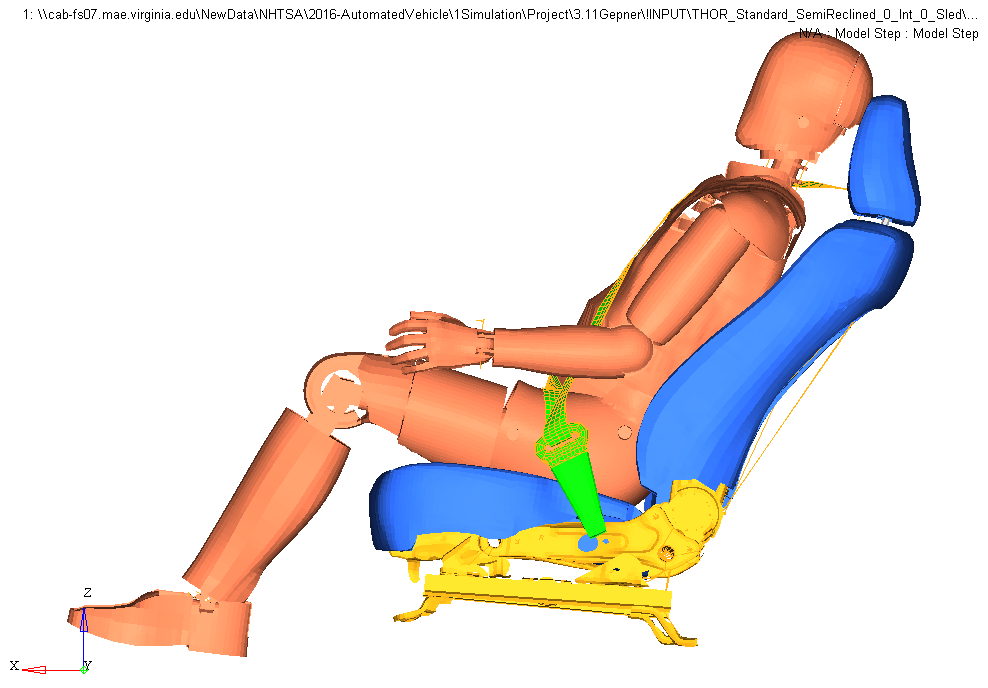 1: \\cab-fs07.mae.virginia.edu\NewData\NHTSA\2016-AutomatedVehicle\1Simulation\Project\3.11Gepner\!INPUT\THOR_Standard_SemiReclined_0_Int_0_Sled\...
N/A : Model Step : Model Step
Z
X
Y